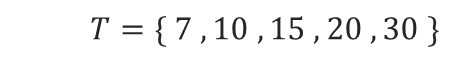 T = { 7 , 10 , 15 , 20 , 30 }